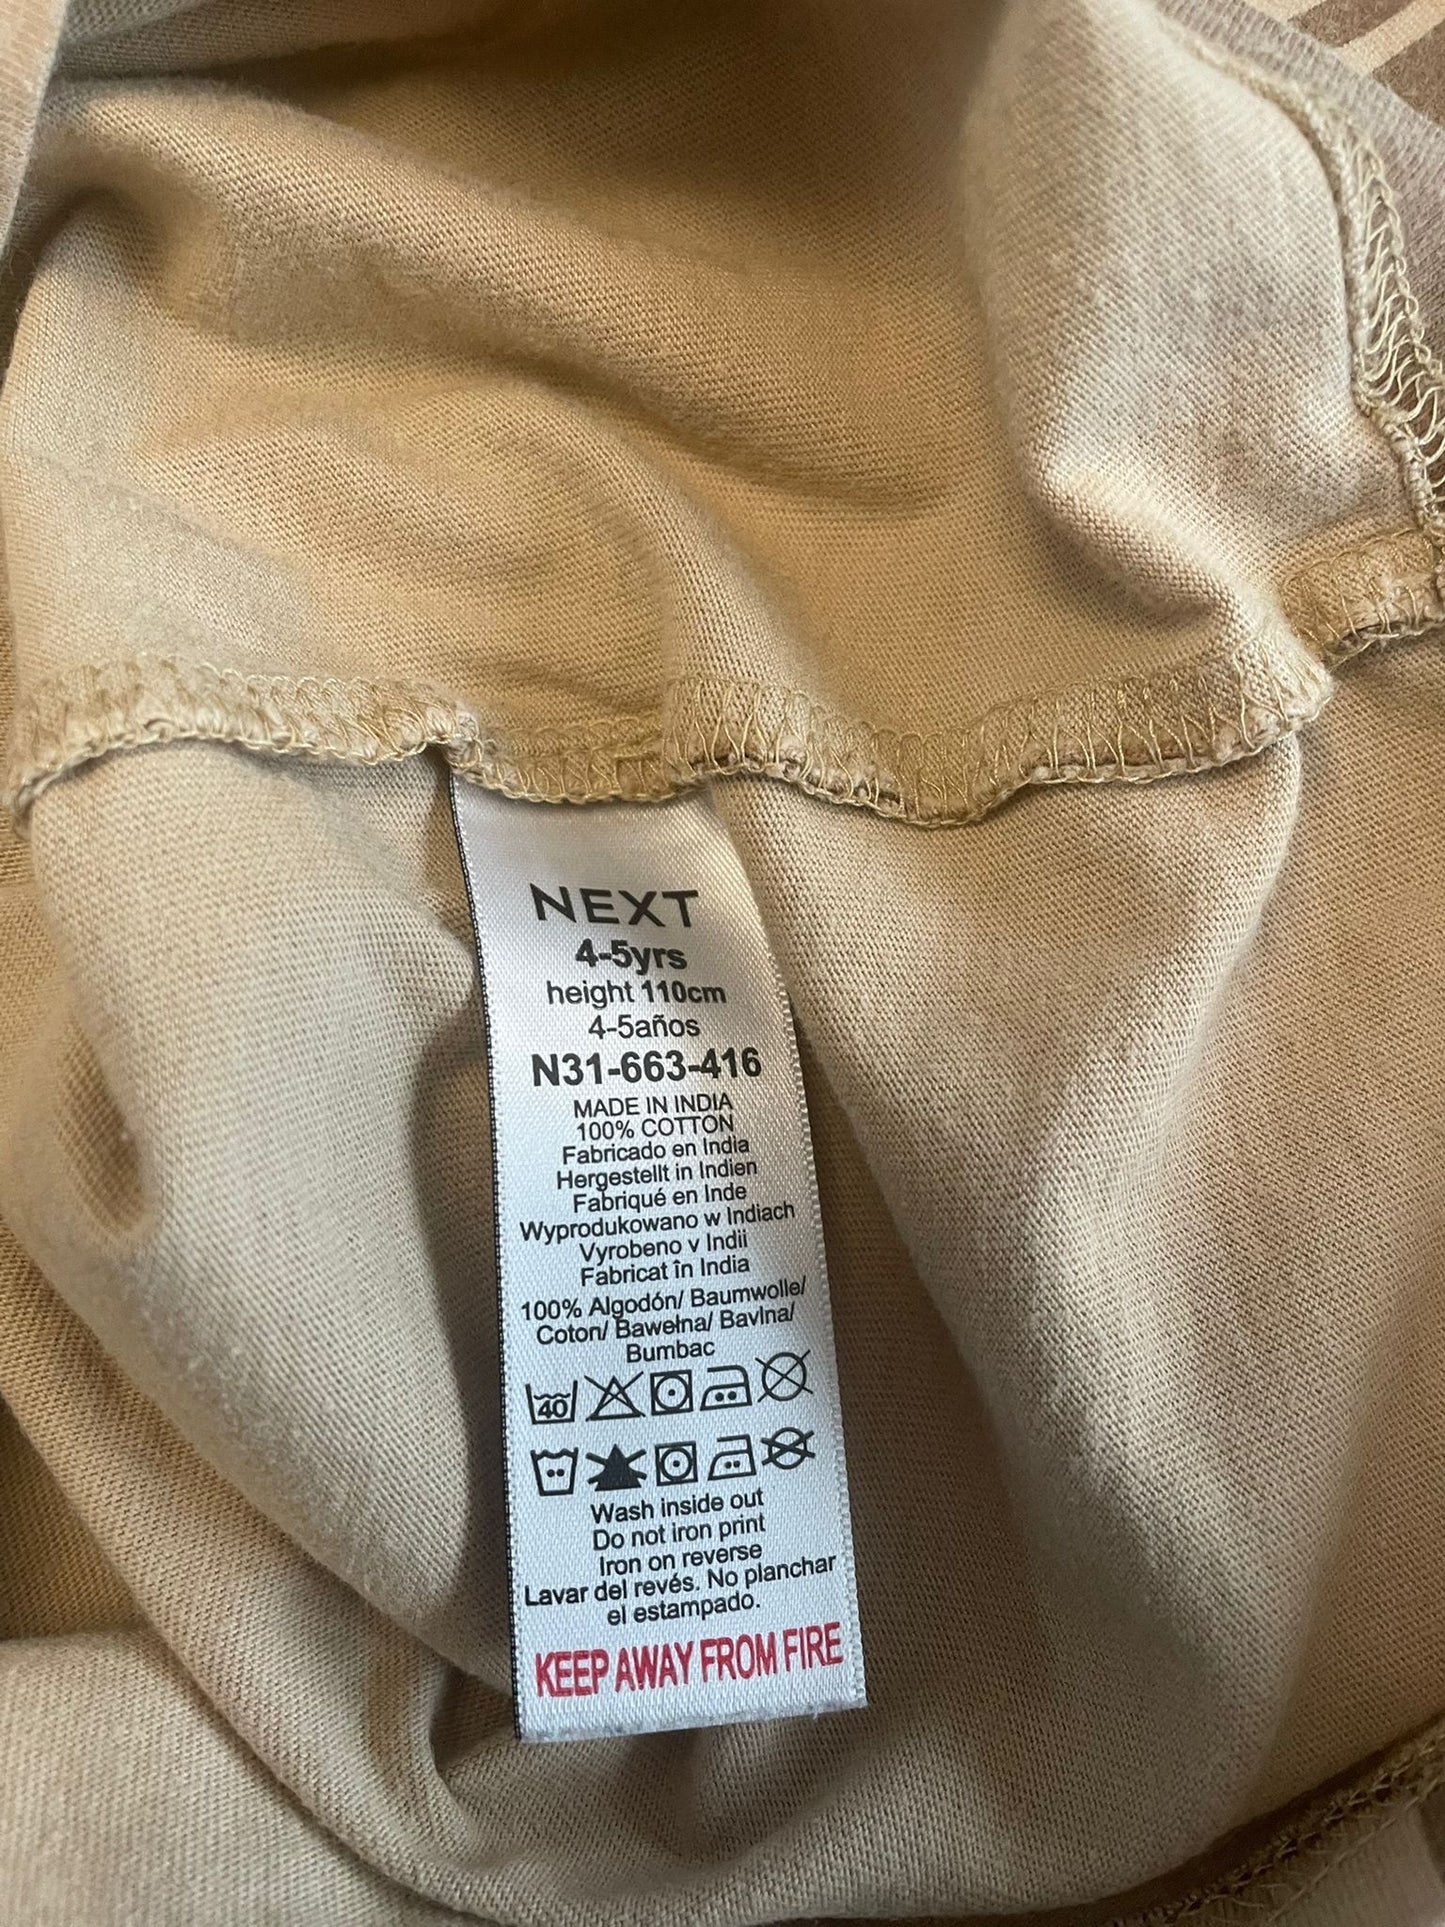 NEXT
4-5yrs
height 110cm
4-5años
N31-663-416
MADE IN INDIA
100% COTTON
Fabricado en India
Hergestellt in Indien
Fabriqué en Inde
Wyprodukowano w Indiach
Vyrobeno v Indii
Fabricat în India
100% Algodón/ Baumwolle/
Coton/ Bawełna/ Bavlna/
Bumbac
40
Wash inside out
Do not iron print
Iron on reverse
Lavar del revés. No planchar
el estampado.
KEEP AWAY FROM FIRE